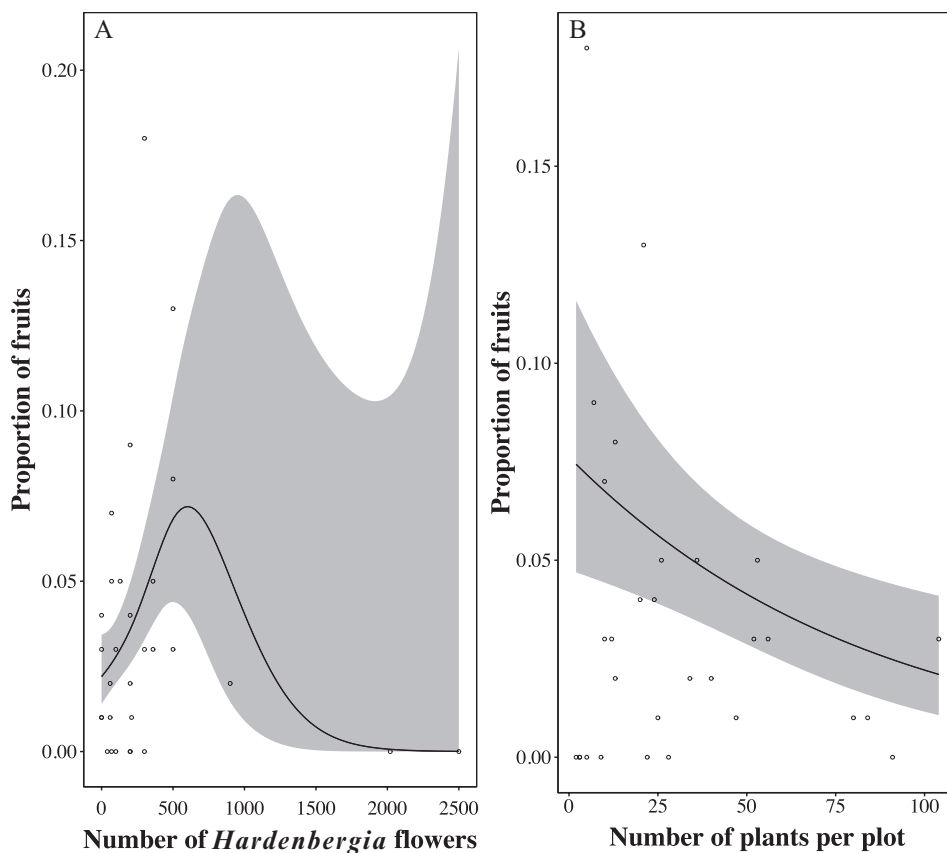 A
0.20
0.15
0.10
0.05
0.00
Proportion of fruits
0 500 1000 1500 2000 2500
Number of Hardenbergia flowers
B
0.15
0.10
0.05
0.00
Proportion of fruits
0 25 50 75 100
Number of plants per plot